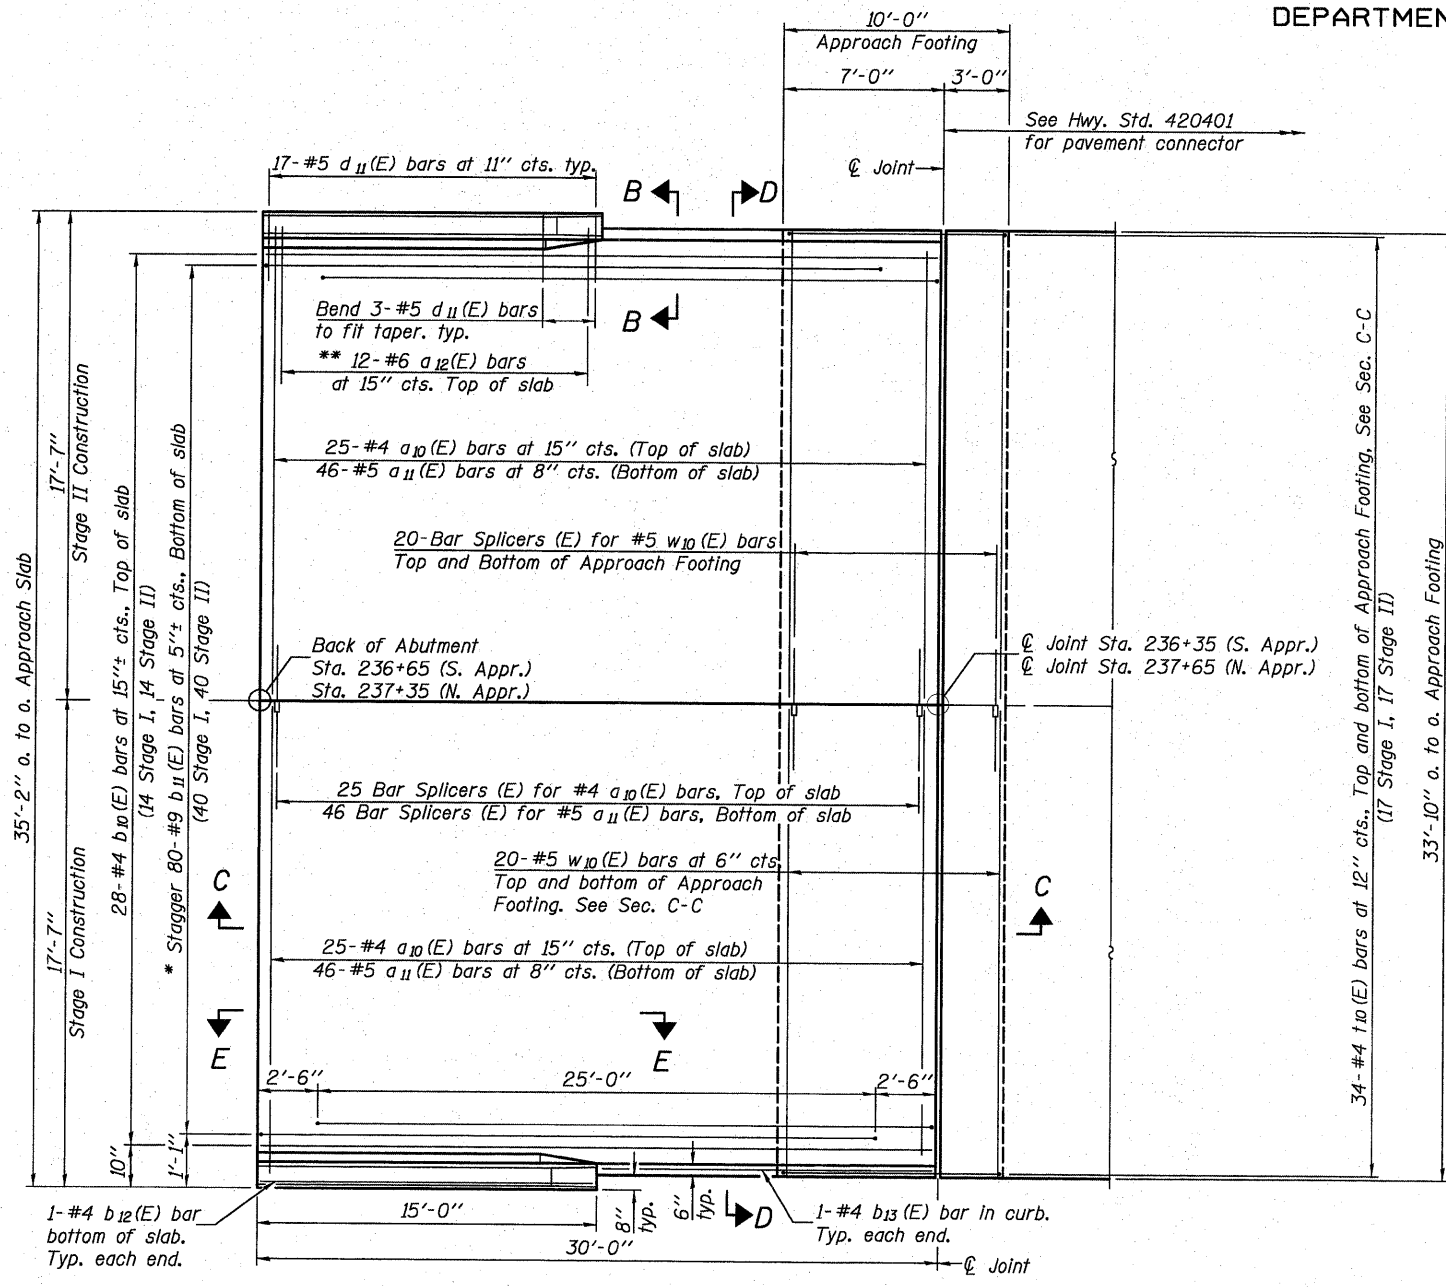 DEPARTMEN
10'-0"
Approach Footing
7'-0"
3'-0"
See Hwy. Std. 420401
for pavement connector
℄ Joint
17-#5 d11(E) bars at 11" cts. typ.
B
D
Bend 3-#5 d11(E) bars
to fit taper. typ.
B
** 12-#6 a12(E) bars
at 15" cts. Top of slab
25-#4 a10(E) bars at 15" cts. (Top of slab)
46-#5 a11(E) bars at 8" cts. (Bottom of slab)
20-Bar Splicers (E) for #5 w10(E) bars
Top and Bottom of Approach Footing
Back of Abutment
Sta. 236+65 (S. Appr.)
Sta. 237+35 (N. Appr.)
℄ Joint Sta. 236+35 (S. Appr.)
℄ Joint Sta. 237+65 (N. Appr.)
25 Bar Splicers (E) for #4 a10(E) bars, Top of slab
46 Bar Splicers (E) for #5 a11(E) bars, Bottom of slab
20-#5 w10(E) bars at 6" cts
Top and bottom of Approach
Footing. See Sec. C-C
C
C
25-#4 a10(E) bars at 15" cts. (Top of slab)
46-#5 a11(E) bars at 8" cts. (Bottom of slab)
E
E
2'-6"
25'-0"
2'-6"
35'-2" o. to o. Approach Slab
17'-7"
Stage II Construction
17'-7"
Stage I Construction
28-#4 b10(E) bars at 15"± cts., Top of slab
(14 Stage I, 14 Stage II)
* Stagger 80-#9 b11(E) bars at 5"± cts., Bottom of slab
(40 Stage I, 40 Stage II)
10"
1'-1"
34-#4 t10(E) bars at 12" cts., Top and bottom of Approach Footing, See Sec. C-C
(17 Stage I, 17 Stage II)
33'-10" o. to o. Approach Footing
1-#4 b12(E) bar
bottom of slab.
Typ. each end.
15'-0"
8"
typ.
6"
typ.
D
1-#4 b13(E) bar in curb.
Typ. each end.
30'-0"
℄ Joint